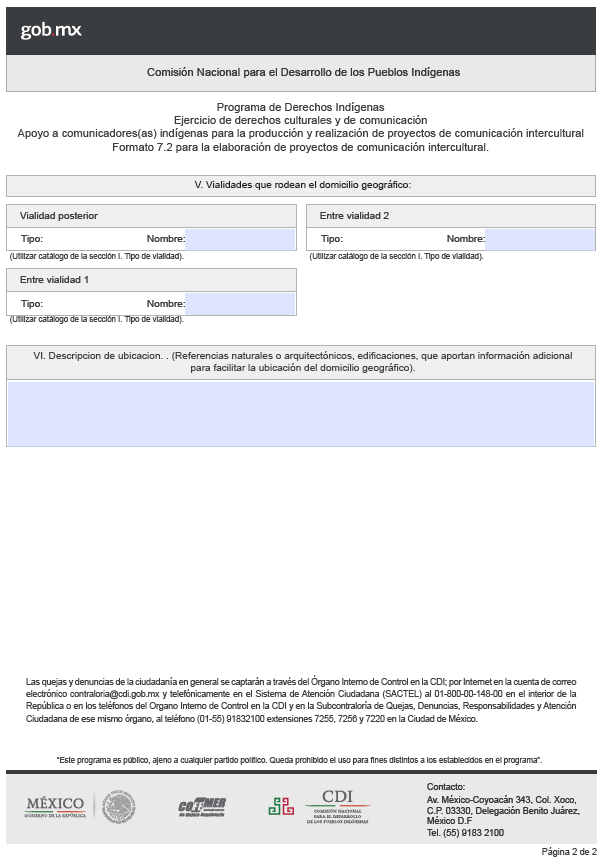 gob.mx
Comisión Nacional para el Desarrollo de los Pueblos Indígenas
Programa de Derechos Indígenas
Ejercicio de derechos culturales y de comunicación
Apoyo a comunicadores(as) indígenas para la producción y realización de proyectos de comunicación intercultural
Formato 7.2 para la elaboración de proyectos de comunicación intercultural.
V. Vialidades que rodean el domicilio geográfico:
Vialidad posterior
Tipo: Nombre:
(Utilizar catálogo de la sección I. Tipo de vialidad).
Entre vialidad 2
Tipo: Nombre:
(Utilizar catálogo de la sección I. Tipo de vialidad).
Entre vialidad 1
Tipo: Nombre:
(Utilizar catálogo de la sección I. Tipo de vialidad).
VI. Descripcion de ubicacion. . (Referencias naturales o arquitectónicos, edificaciones, que aportan información adicional
para facilitar la ubicación del domicilio geográfico).
Las quejas y denuncias de la ciudadanía en general se captarán a través del Órgano Interno de Control en la CDI; por Internet en la cuenta de correo
electrónico contraloria@cdi.gob.mx y telefónicamente en el Sistema de Atención Ciudadana (SACTEL) al 01-800-00-148-00 en el interior de la
República o en los teléfonos del Organo Interno de Control en la CDI y en la Subcontraloría de Quejas, Denuncias, Responsabilidades y Atención
Ciudadana de ese mismo órgano, al teléfono (01-55) 91832100 extensiones 7255, 7256 y 7220 en la Ciudad de México.
"Este programa es público, ajeno a cualquier partido político. Queda prohibido el uso para fines distintos a los establecidos en el programa".
MÉXICO
GOBIERNO DE LA REPÚBLICA
COFEMER
de Mejora Regulatoria
CDI
COMISIÓN NACIONAL
PARA EL DESARROLLO
DE LOS PUEBLOS INDÍGENAS
Contacto:
Av. México-Coyoacán 343, Col. Xoco,
C.P. 03330, Delegación Benito Juárez,
México D.F
Tel. (55) 9183 2100
Página 2 de 2